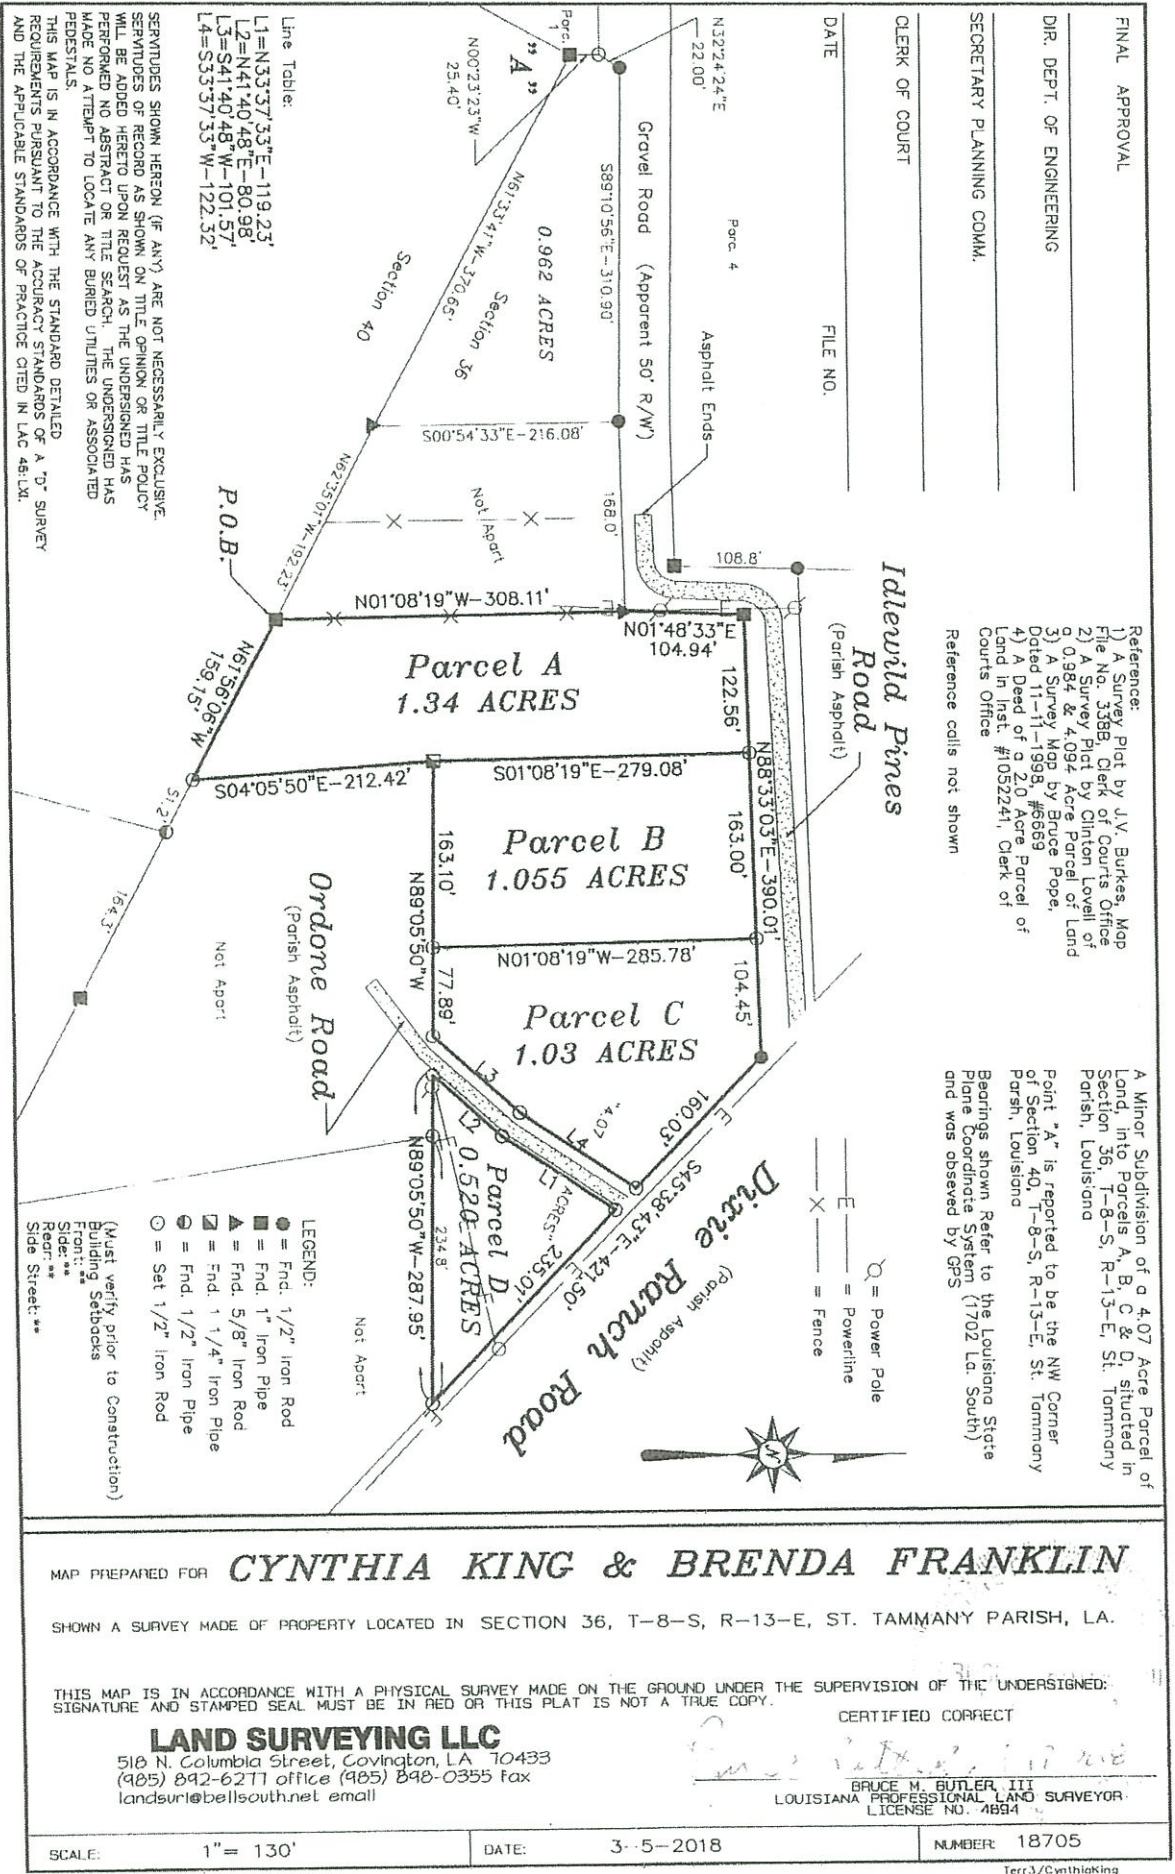 FINAL APPROVAL
DIR. DEPT. OF ENGINEERING
SECRETARY PLANNING COMM.
CLERK OF COURT
DATE
FILE NO.
Reference:
1) A Survey Plat by J.V. Burkes, Map
File No. 338B, Clerk of Courts Office
2) A Survey Plat by Clinton Lovell of
a 0.984 & 4.094 Acre Parcel of Land
3) A Survey Map by Bruce Pope,
Dated 11-11-1998, #6669
4) A Deed of a 2.0 Acre Parcel of
Land in Inst. #1052241, Clerk of
Courts Office
Reference calls not shown
A Minor Subdivision of a 4.07 Acre Parcel of
Land, into Parcels A, B, C & D, situated in
Section 36, T-8-S, R-13-E, St. Tammany
Parish, Louisiana
Point "A" is reported to be the NW Corner
of Section 40, T-8-S, R-13-E, St. Tammany
Parsh, Louisiana
Bearings shown Refer to the Louisiana State
Plane Coordinate System (1702 La. South)
and was obseved by GPS
= Power Pole
E = Powerline
X = Fence
N
N32°24'24"E
22.00'
Parc. 1
"A"
N00°23'23"W
25.40'
Parc. 4
Gravel Road (Apparent 50' R/W)
S89°10'56"E-310.90'
0.962 ACRES
N61°33'41"W-370.65'
Section 36
Section 40
Asphalt Ends
S00°54'33"E-216.08'
168.0'
Not Apart
N62°35'01"W-192.23'
P.O.B.
108.8'
Idlewild Pines
Road
(Parish Asphalt)
N01°08'19"W-308.11'
N01°48'33"E
104.94'
Parcel A
1.34 ACRES
122.56'
N61°56'06"W
159.15'
S04°05'50"E-212.42'
S01°08'19"E-279.08'
N88°33'03"E-390.01'
51.2'
164.3'
Parcel B
1.055 ACRES
163.00'
163.10'
N89°05'50"W
N01°08'19"W-285.78'
Parcel C
1.03 ACRES
104.45'
77.89'
Not Apart
Ordone Road
(Parish Asphalt)
L3
L4
"4.07
ACRES"
L2
L1
160.03'
S45°38'43"E-421.50'
235.01'
Dixie Ranch Road
(Parish Asphalt)
Parcel D
0.520 ACRES
234.8'
N89°05'50"W-287.95'
Not Apart
Line Table:
L1=N33°37'33"E-119.23'
L2=N41°40'48"E-80.98'
L3=S41°40'48"W-101.57'
L4=S33°37'33"W-122.32'
LEGEND:
= Fnd. 1/2" Iron Rod
= Fnd. 1" Iron Pipe
= Fnd. 5/8" Iron Rod
= Fnd. 1 1/4" Iron Pipe
= Fnd. 1/2" Iron Pipe
= Set 1/2" Iron Rod
(Must verify prior to Construction)
Building Setbacks
Front: **
Side: **
Rear: **
Side Street: **
SERVITUDES SHOWN HEREON (IF ANY) ARE NOT NECESSARILY EXCLUSIVE.
SERVITUDES OF RECORD AS SHOWN ON TITLE OPINION OR TITLE POLICY
WILL BE ADDED HERETO UPON REQUEST AS THE UNDERSIGNED HAS
PERFORMED NO ABSTRACT OR TITLE SEARCH. THE UNDERSIGNED HAS
MADE NO ATTEMPT TO LOCATE ANY BURIED UTILITIES OR ASSOCIATED
PEDESTALS.
THIS MAP IS IN ACCORDANCE WITH THE STANDARD DETAILED
REQUIREMENTS PURSUANT TO THE ACCURACY STANDARDS OF A "D" SURVEY
AND THE APPLICABLE STANDARDS OF PRACTICE CITED IN LAC 46:LXI.
MAP PREPARED FOR CYNTHIA KING & BRENDA FRANKLIN
SHOWN A SURVEY MADE OF PROPERTY LOCATED IN SECTION 36, T-8-S, R-13-E, ST. TAMMANY PARISH, LA.
THIS MAP IS IN ACCORDANCE WITH A PHYSICAL SURVEY MADE ON THE GROUND UNDER THE SUPERVISION OF THE UNDERSIGNED:
SIGNATURE AND STAMPED SEAL MUST BE IN RED OR THIS PLAT IS NOT A TRUE COPY.
CERTIFIED CORRECT
LAND SURVEYING LLC
518 N. Columbia Street, Covington, LA 70433
(985) 892-6277 office (985) 898-0355 fax
landsur1@bellsouth.net email
BRUCE M. BUTLER, III
LOUISIANA PROFESSIONAL LAND SURVEYOR
LICENSE NO. 4894
SCALE: 1"= 130'
DATE: 3-5-2018
NUMBER: 18705
Terr3/CynthiaKing